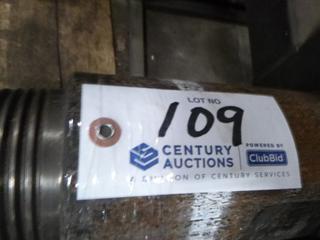 LOT NO
109
CENTURY
AUCTIONS
POWERED BY
ClubBid
A DIVISION OF CENTURY SERVICES